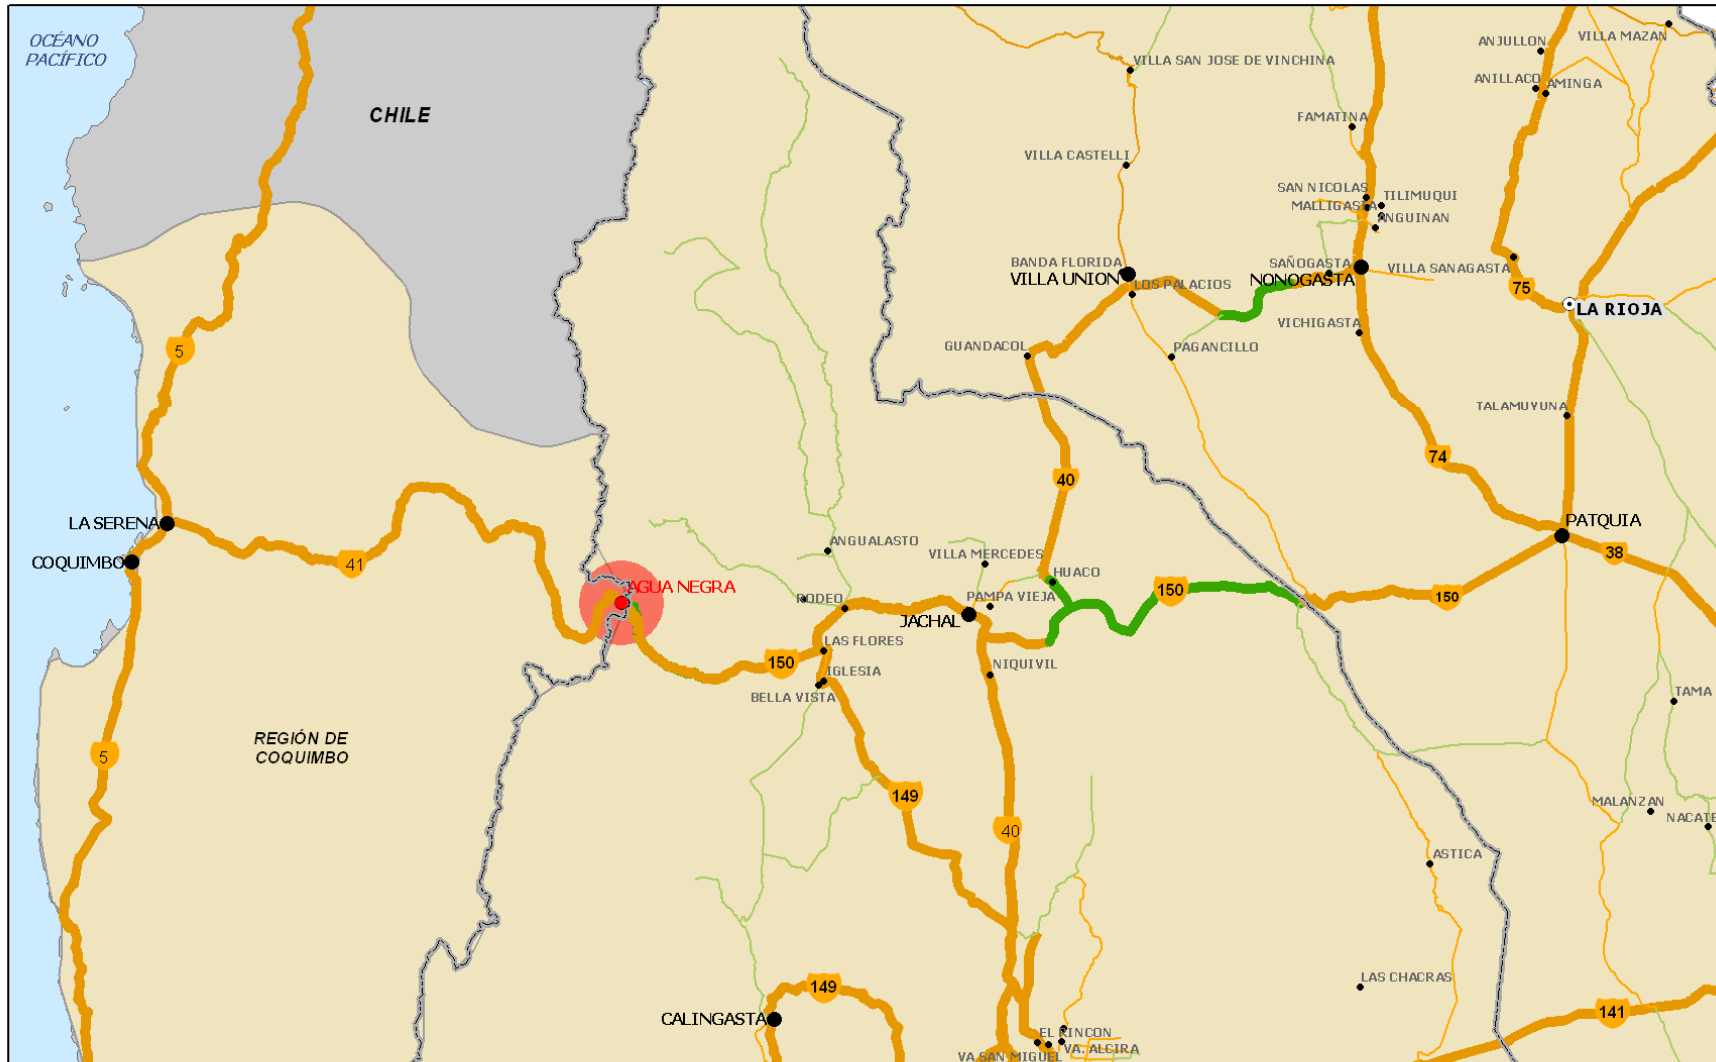 OCÉANO
PACÍFICO
CHILE
VILLA MAZAN
ANJULLON
VILLA SAN JOSE DE VINCHINA
ANILLACO
AMINGA
FAMATINA
VILLA CASTELLI
SAN NICOLAS
TILIMUQUI
MALLIGASTA
ANGUINAN
BANDA FLORIDA
SAÑOGASTA
VILLA SANAGASTA
VILLA UNION
NONOGASTA
LOS PALACIOS
75
LA RIOJA
VICHIGASTA
5
GUANDACOL
PAGANCILLO
TALAMUYUNA
74
40
LA SERENA
PATQUIA
ANGUALASTO
VILLA MERCEDES
38
COQUIMBO
41
HUACO
AGUA NEGRA
150
150
RODEO
PAMPA VIEJA
JACHAL
LAS FLORES
150
NIQUIVIL
IGLESIA
BELLA VISTA
TAMA
REGIÓN DE
COQUIMBO
5
149
MALANZAN
NACATE
40
ASTICA
LAS CHACRAS
149
141
CALINGASTA
EL RINCON
VA. ALCIRA
VA SAN MIGUEL